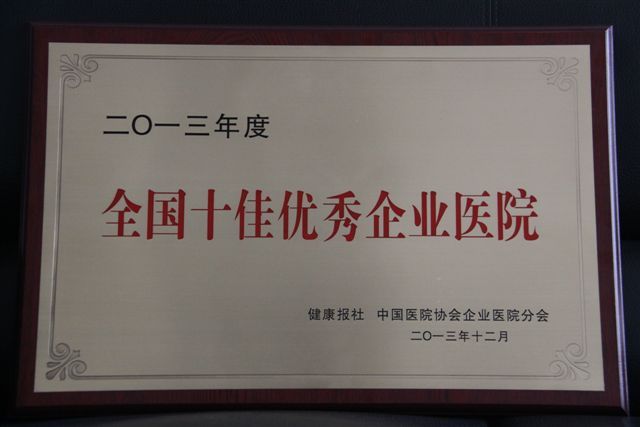 二〇一三年度
全国十佳优秀企业医院
健康报社 中国医院协会企业医院分会
二〇一三年十二月